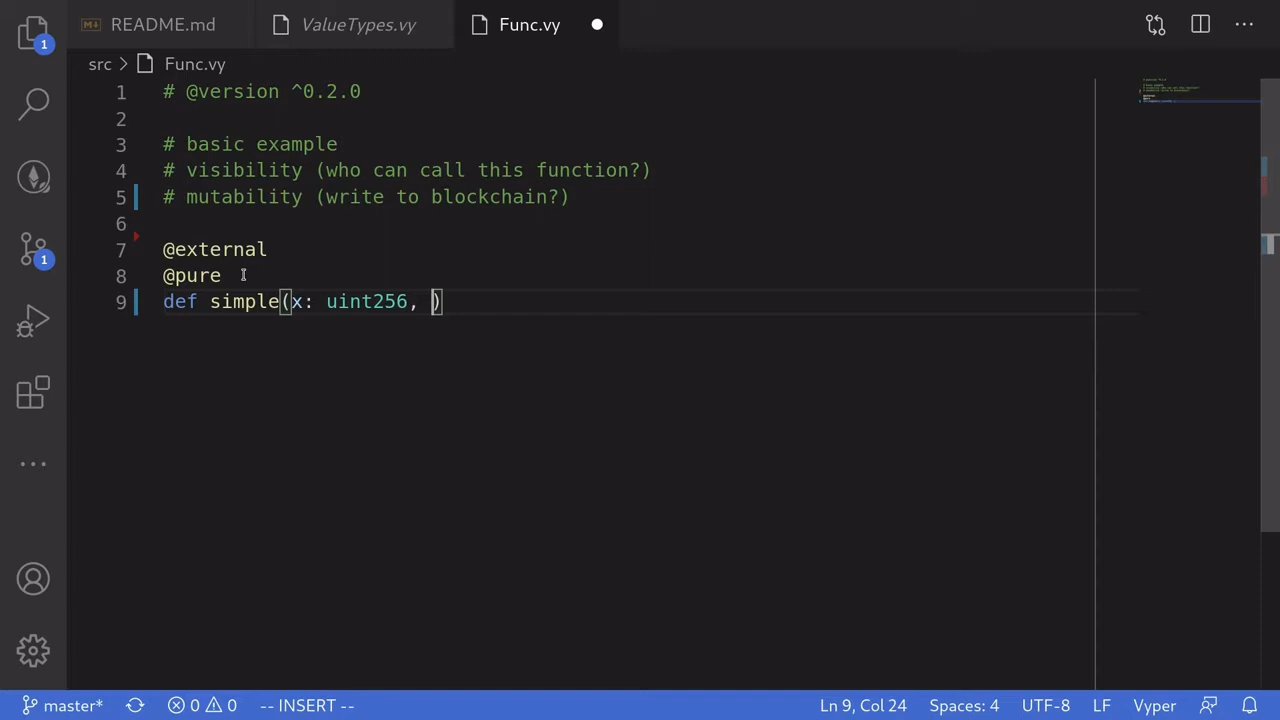 README.md
ValueTypes.vy
Func.vy
src > Func.vy
1 # @version ^0.2.0
2
3 # basic example
4 # visibility (who can call this function?)
5 # mutability (write to blockchain?)
6
7 @external
8 @pure
9 def simple(x: uint256, )
1
1
master*
0 0
-- INSERT --
Ln 9, Col 24
Spaces: 4
UTF-8
LF
Vyper